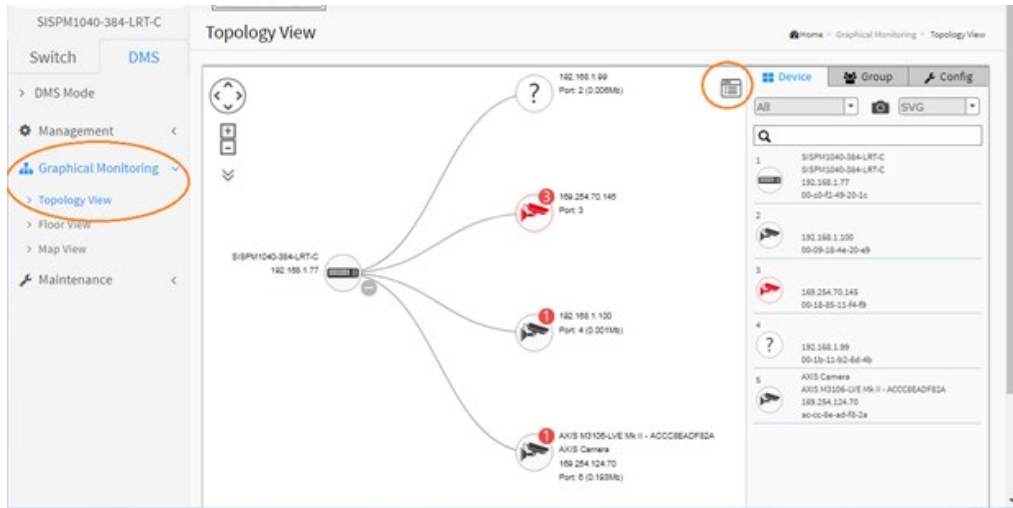 SISPM1040-384-LRT-C
Switch
DMS
DMS Mode
Management
Graphical Monitoring
Topology View
Floor View
Map View
Maintenance
Topology View
Home > Graphical Monitoring > Topology View
192.168.1.99
Port: 2 (0.006Mb)
3
169.254.70.145
Port: 3
SISPM1040-384-LRT-C
192.168.1.77
1
192.168.1.100
Port: 4 (0.001Mb)
1
AXIS M3106-LVE Mk II - ACCC8EADF82A
AXIS Camera
169.254.124.70
Port: 6 (0.193Mb)
Device
Group
Config
All
SVG
1
SISPM1040-384-LRT-C
SISPM1040-384-LRT-C
192.168.1.77
00-c0-f2-49-20-1c
2
192.168.1.100
00-09-18-4e-20-e9
3
169.254.70.145
00-18-85-11-f4-f9
4
192.168.1.99
00-1b-11-b2-6d-4b
5
AXIS Camera
AXIS M3106-LVE Mk II - ACCC8EADF82A
169.254.124.70
ac-cc-8e-ad-f8-2a